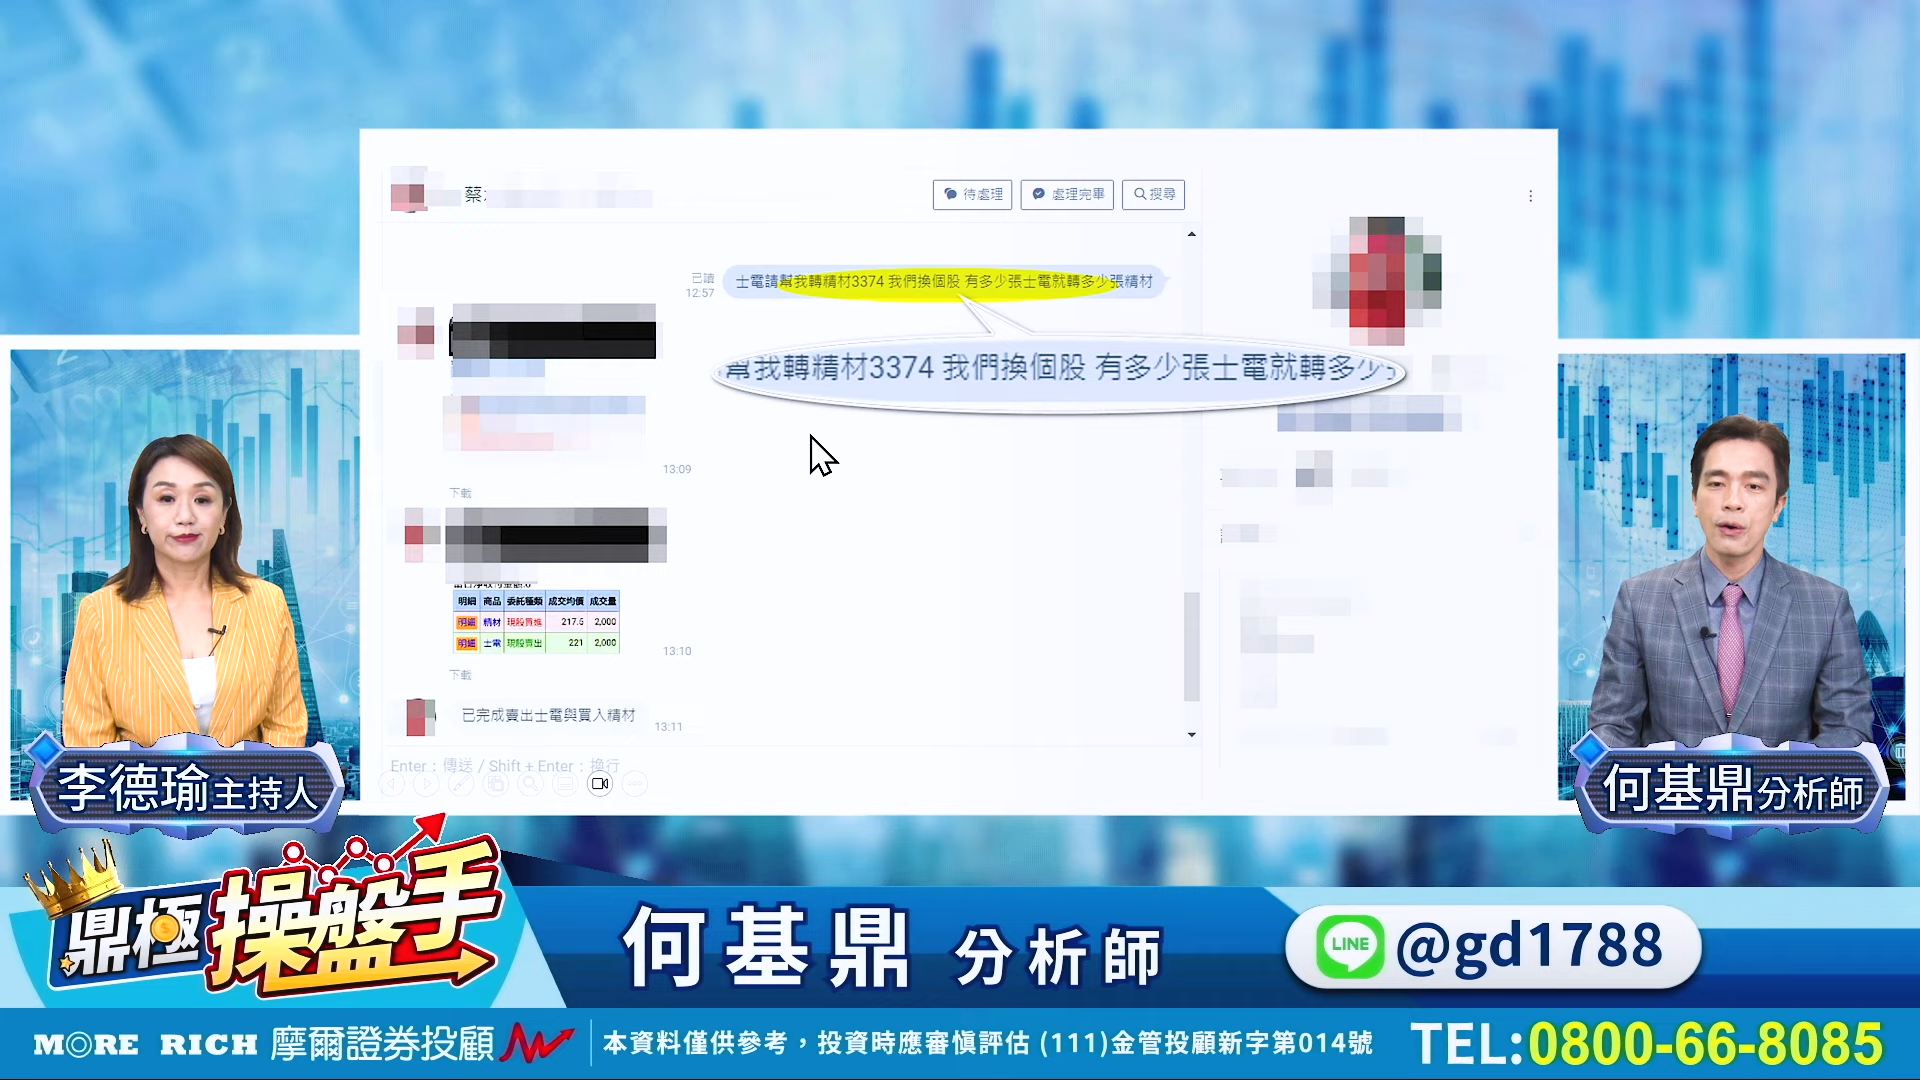 蔡
待處理
處理完畢
搜尋
已讀
12:57
士電請幫我轉精材3374 我們換個股 有多少張士電就轉多少張精材
幫我轉精材3374 我們換個股 有多少張士電就轉多少
13:09
下載
明細 商品 委託種類 成交均價 成交量
明細 精材 現股買進 217.5 2,000
明細 士電 現股賣出 221 2,000
13:10
下載
已完成賣出士電與買入精材
13:11
Enter：傳送 / Shift + Enter：換行
李德瑜主持人
何基鼎分析師
鼎極操盤手
何基鼎 分析師
LINE @gd1788
MORE RICH 摩爾證券投顧
本資料僅供參考，投資時應審慎評估 (111)金管投顧新字第014號
TEL:0800-66-8085